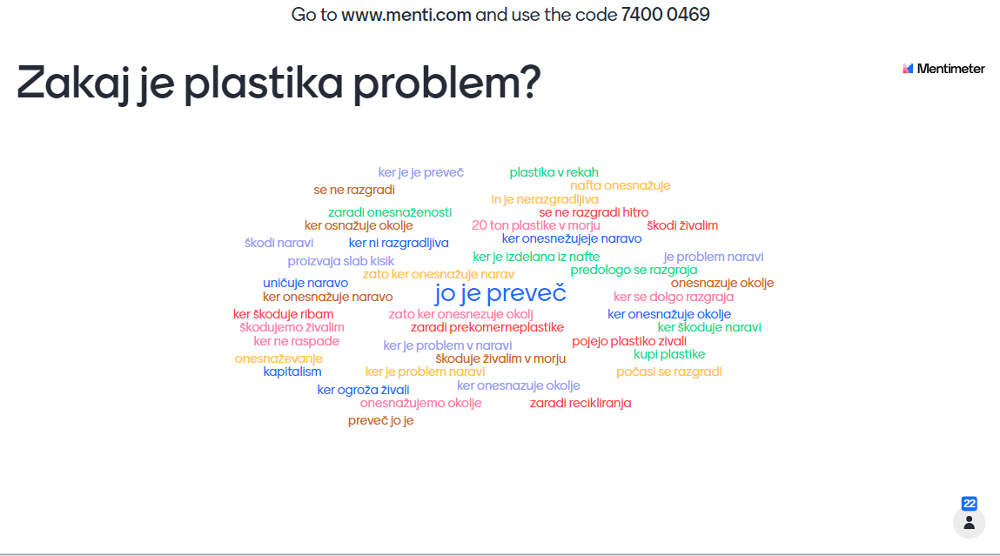 Go to www.menti.com and use the code 7400 0469
Zakaj je plastika problem?
Mentimeter
ker je je preveč
plastika v rekah
nafta onesnažuje
se ne razgradi
in je nerazgradljiva
zaradi onesnaženosti
se ne razgradi hitro
ker osnažuje okolje
20 ton plastike v morju
škodi živalim
škodi naravi
ker ni razgradljiva
ker onesnežujeje naravo
proizvaja slab kisik
ker je izdelana iz nafte
je problem naravi
zato ker onesnažuje narav
predologo se razgraja
uničuje naravo
jo je preveč
onesnazuje okolje
ker onesnažuje naravo
ker se dolgo razgraja
ker škoduje ribam
zato ker onesnezuje okolj
ker onesnažuje okolje
škodujemo živalim
zaradi prekomerneplastike
ker škoduje naravi
ker ne raspade
ker je problem v naravi
pojejo plastiko zivali
onesnaževanje
škoduje živalim v morju
kupi plastike
kapitalism
ker je problem naravi
počasi se razgradi
ker ogroža živali
ker onesnazuje okolje
onesnažujemo okolje
zaradi recikliranja
preveč jo je
22